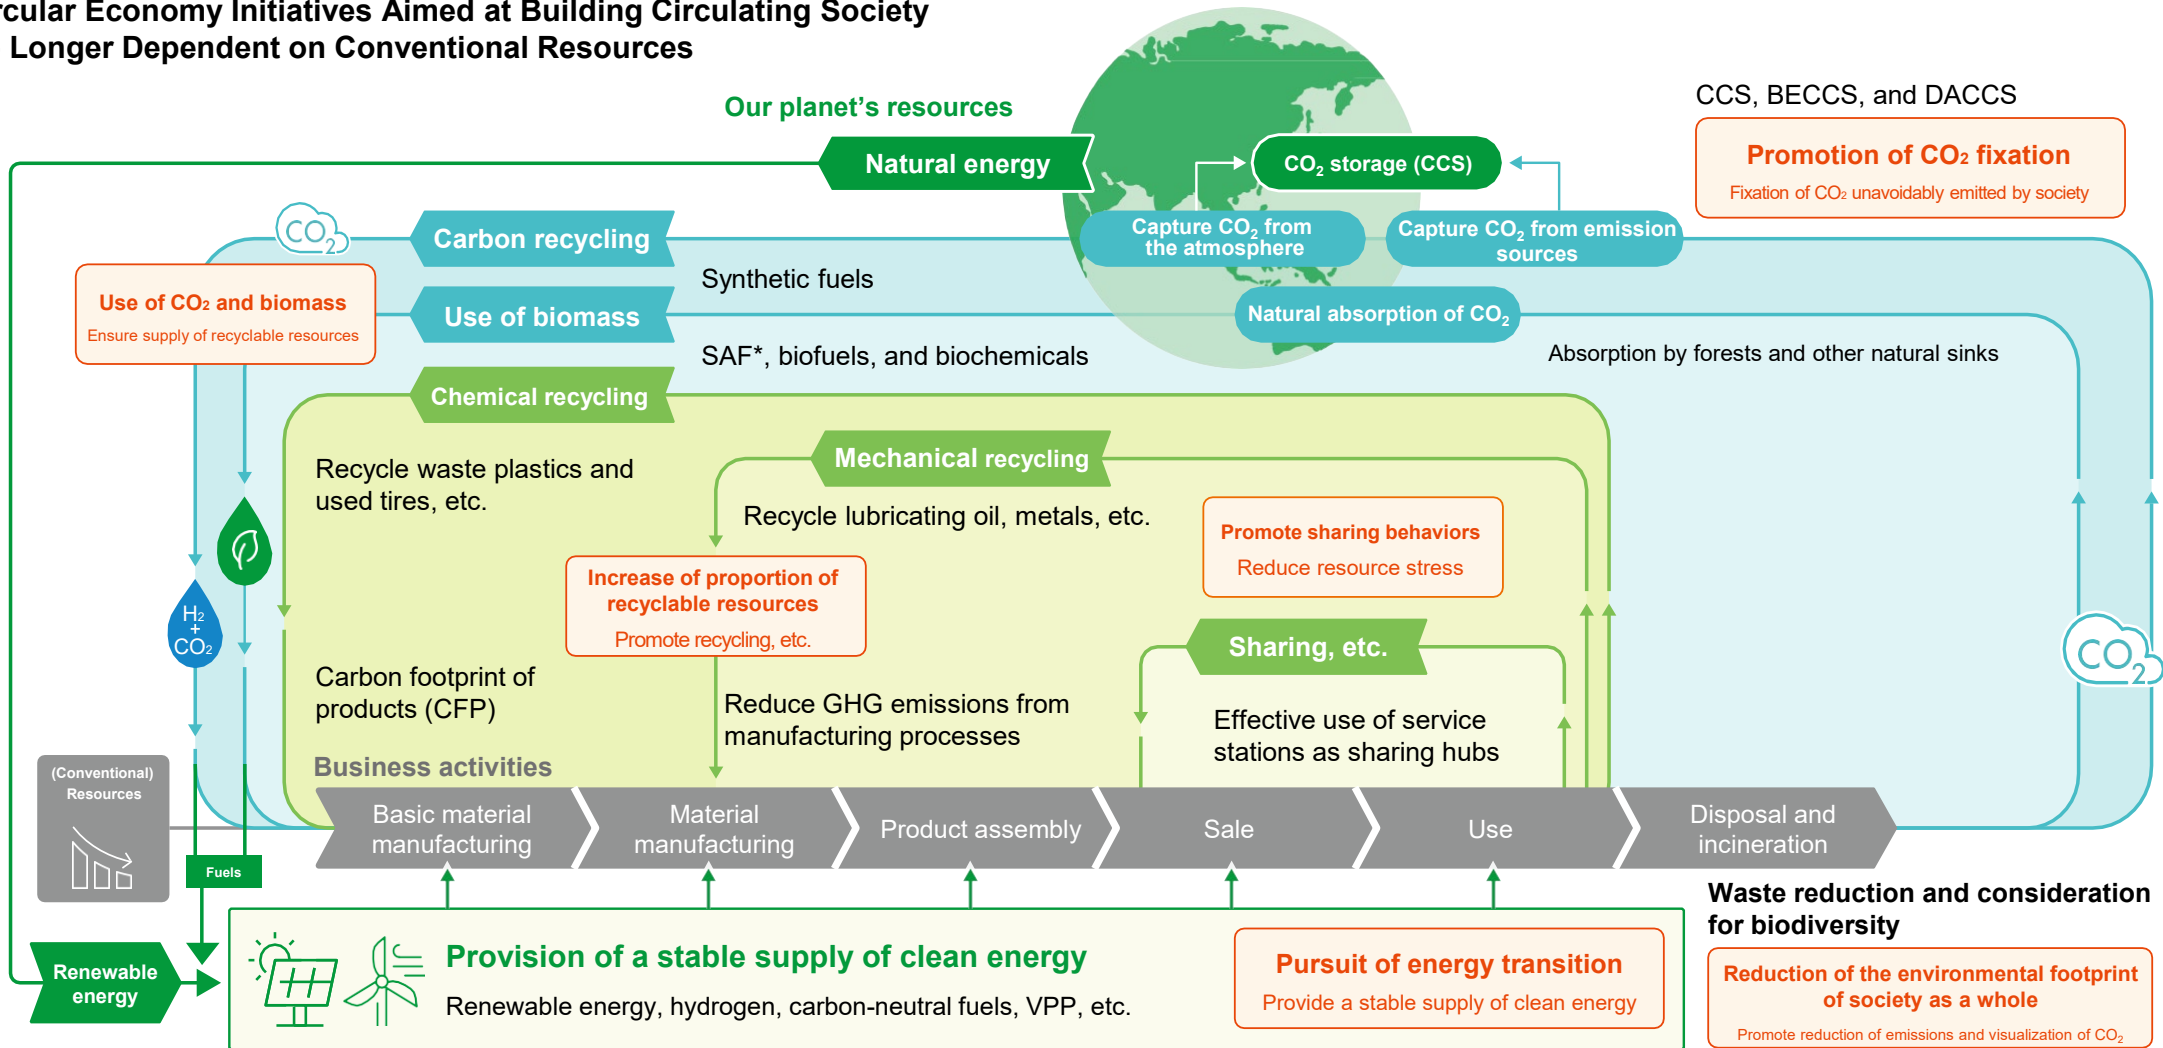 rcular Economy Initiatives Aimed at Building Circulating Society
Longer Dependent on Conventional Resources
Our planet's resources
Natural energy
CO₂ storage (CCS)
CCS, BECCS, and DACCS
Promotion of CO₂ fixation
Fixation of CO₂ unavoidably emitted by society
CO₂
Carbon recycling
Capture CO₂ from
the atmosphere
Capture CO₂ from emission
sources
Synthetic fuels
Use of CO₂ and biomass
Ensure supply of recyclable resources
Use of biomass
Natural absorption of CO₂
SAF*, biofuels, and biochemicals
Absorption by forests and other natural sinks
Chemical recycling
Mechanical recycling
Recycle waste plastics and
used tires, etc.
Recycle lubricating oil, metals, etc.
Promote sharing behaviors
Reduce resource stress
Increase of proportion of
recyclable resources
Promote recycling, etc.
H₂
+
CO₂
Sharing, etc.
CO₂
Carbon footprint of
products (CFP)
Reduce GHG emissions from
manufacturing processes
Effective use of service
stations as sharing hubs
Business activities
(Conventional)
Resources
Basic material
manufacturing
Material
manufacturing
Product assembly
Sale
Use
Disposal and
incineration
Fuels
Waste reduction and consideration
for biodiversity
Renewable
energy
Provision of a stable supply of clean energy
Renewable energy, hydrogen, carbon-neutral fuels, VPP, etc.
Pursuit of energy transition
Provide a stable supply of clean energy
Reduction of the environmental footprint
of society as a whole
Promote reduction of emissions and visualization of CO₂